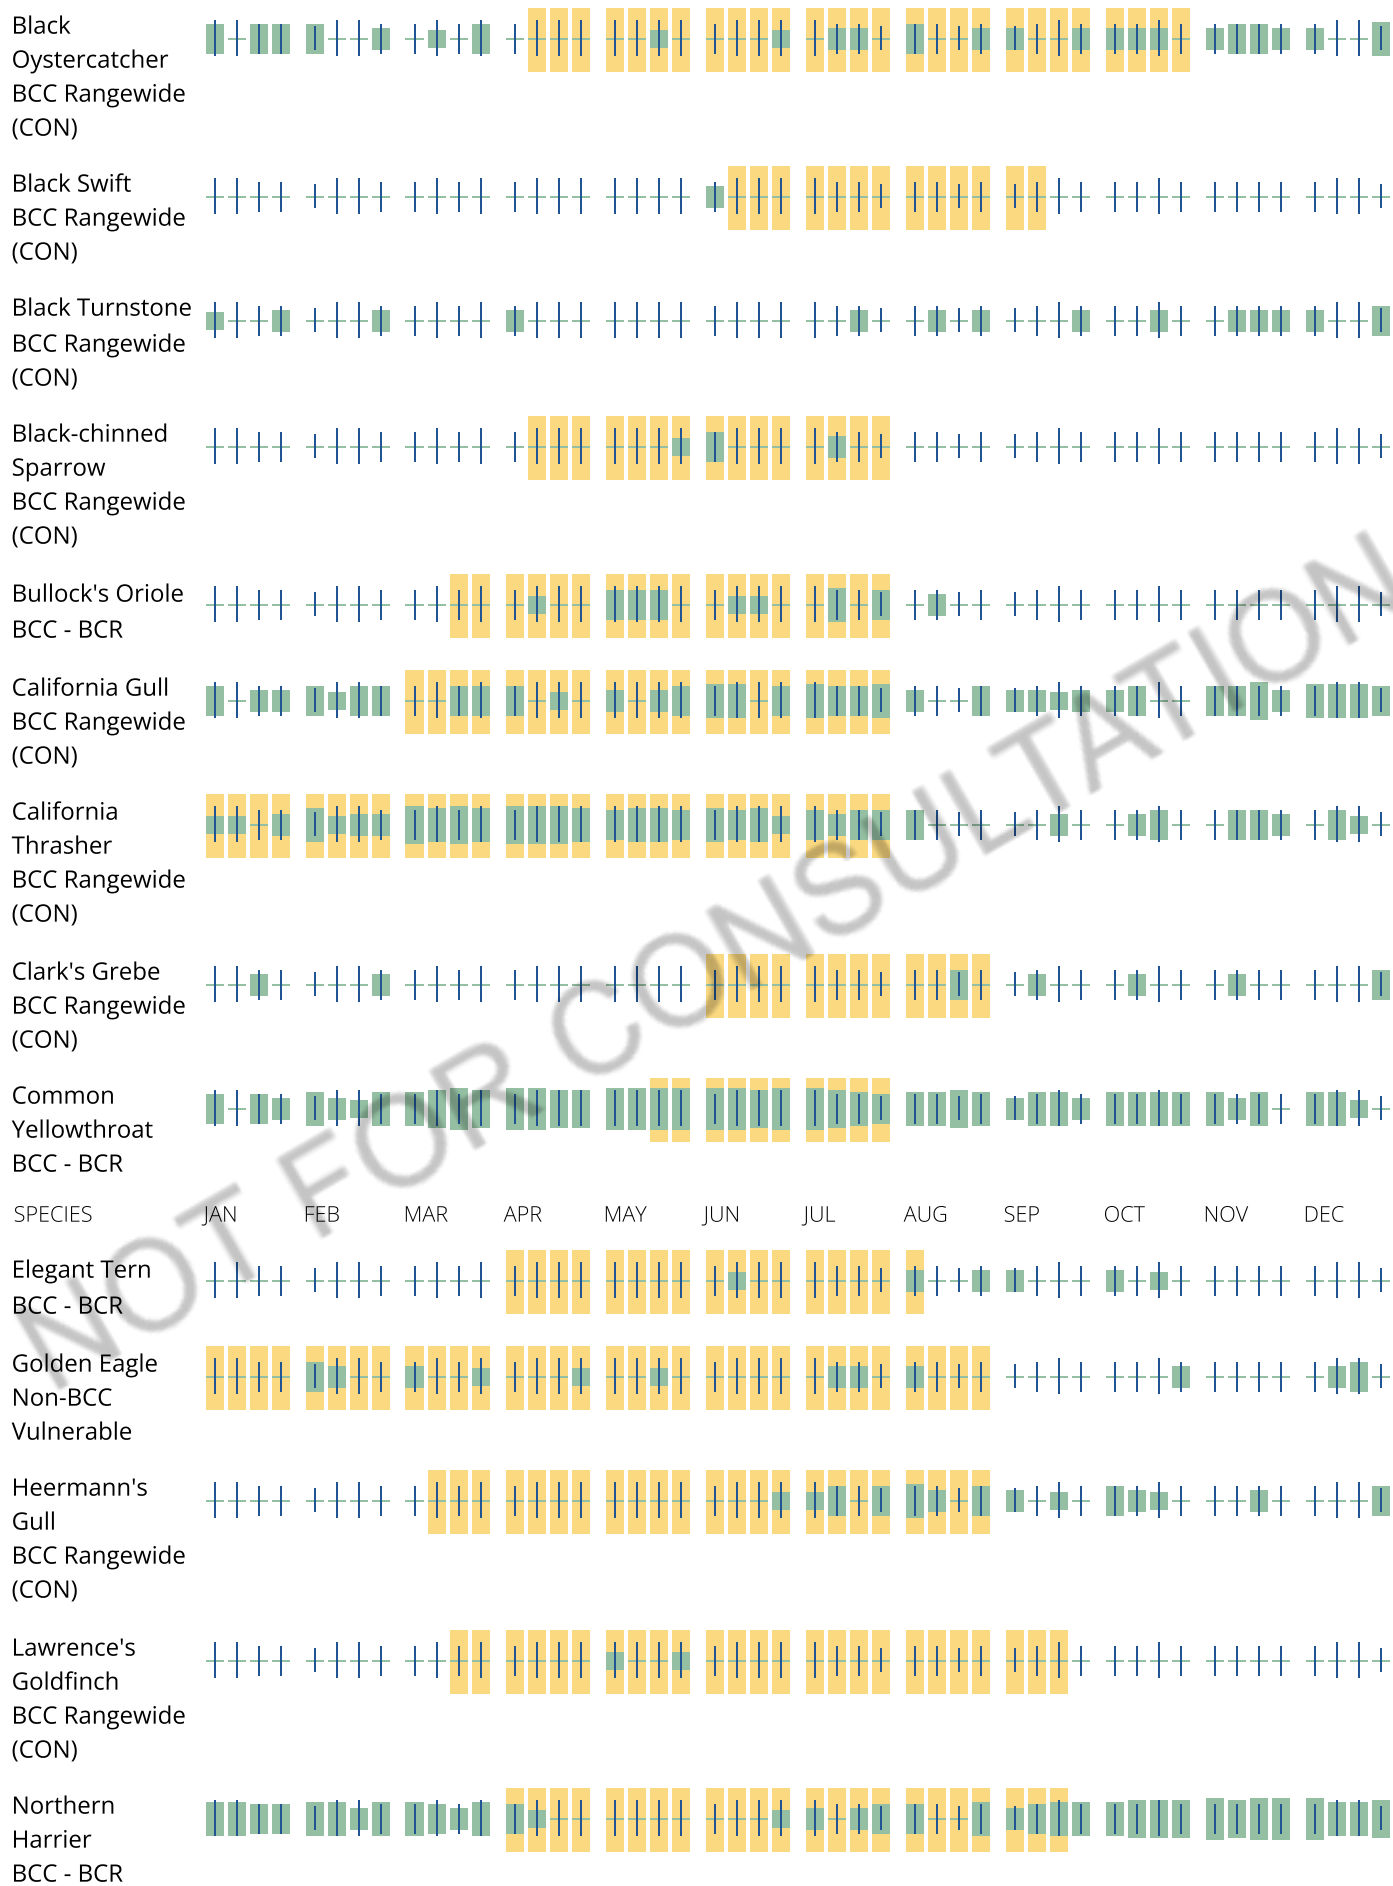 Black
Oystercatcher
BCC Rangewide
(CON)
Black Swift
BCC Rangewide
(CON)
Black Turnstone
BCC Rangewide
(CON)
Black-chinned
Sparrow
BCC Rangewide
(CON)
Bullock's Oriole
BCC - BCR
California Gull
BCC Rangewide
(CON)
California
Thrasher
BCC Rangewide
(CON)
Clark's Grebe
BCC Rangewide
(CON)
Common
Yellowthroat
BCC - BCR
SPECIES JAN FEB MAR APR MAY JUN JUL AUG SEP OCT NOV DEC
Elegant Tern
BCC - BCR
Golden Eagle
Non-BCC
Vulnerable
Heermann's
Gull
BCC Rangewide
(CON)
Lawrence's
Goldfinch
BCC Rangewide
(CON)
Northern
Harrier
BCC - BCR
NOT FOR CONSULTATION